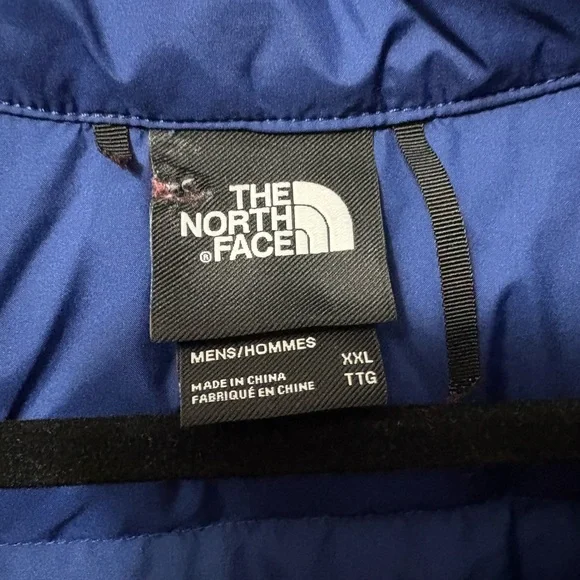 THE
NORTH
® FACE
MENS/HOMMES XXL
MADE IN CHINA TTG
FABRIQUÉ EN CHINE